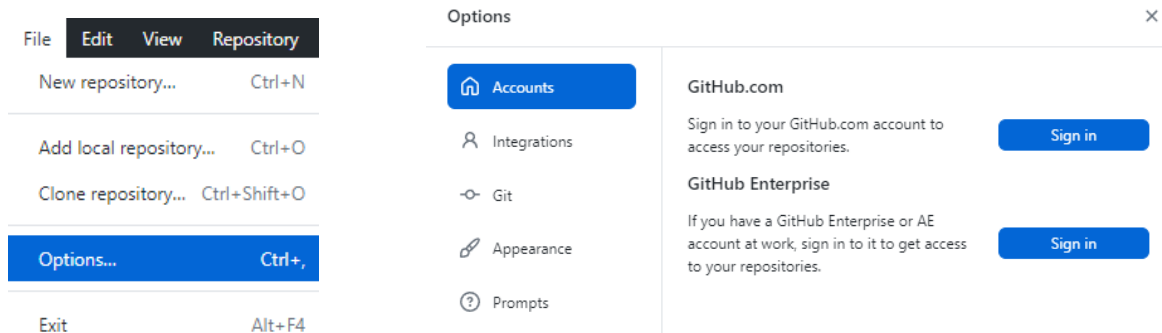 File Edit View Repository
New repository... Ctrl+N
Add local repository... Ctrl+O
Clone repository... Ctrl+Shift+O
Options... Ctrl+,
Exit Alt+F4
Options
Accounts
Integrations
Git
Appearance
Prompts
GitHub.com
Sign in to your GitHub.com account to
access your repositories.
Sign in
GitHub Enterprise
If you have a GitHub Enterprise or AE
account at work, sign in to it to get access
to your repositories.
Sign in